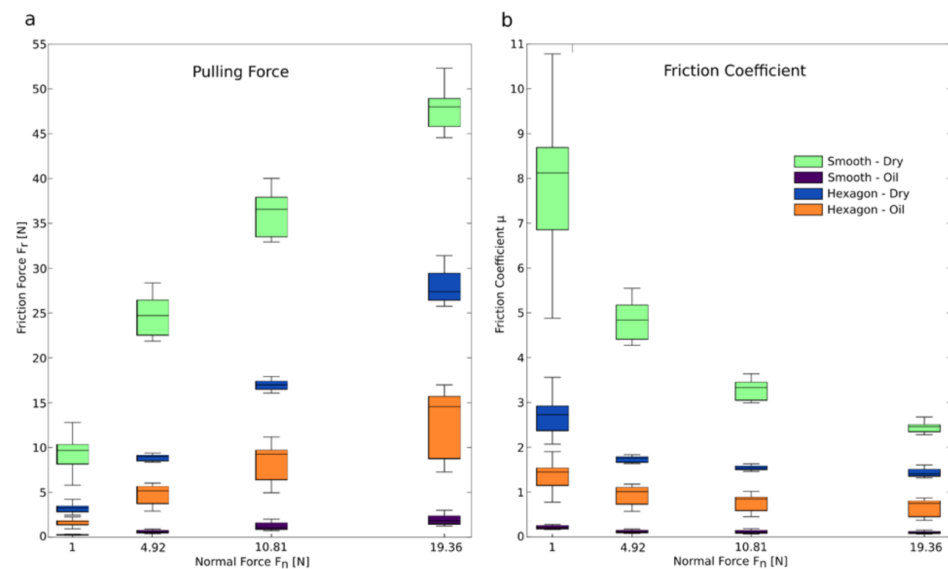 a
Pulling Force
55
50
45
40
35
30
25
20
15
10
5
0
Friction Force Fr [N]
1
4.92
10.81
19.36
Normal Force Fn [N]
b
Friction Coefficient
11
10
9
8
7
6
5
4
3
2
1
0
Friction Coefficient μ
Smooth - Dry
Smooth - Oil
Hexagon - Dry
Hexagon - Oil
1
4.92
10.81
19.36
Normal Force Fn [N]